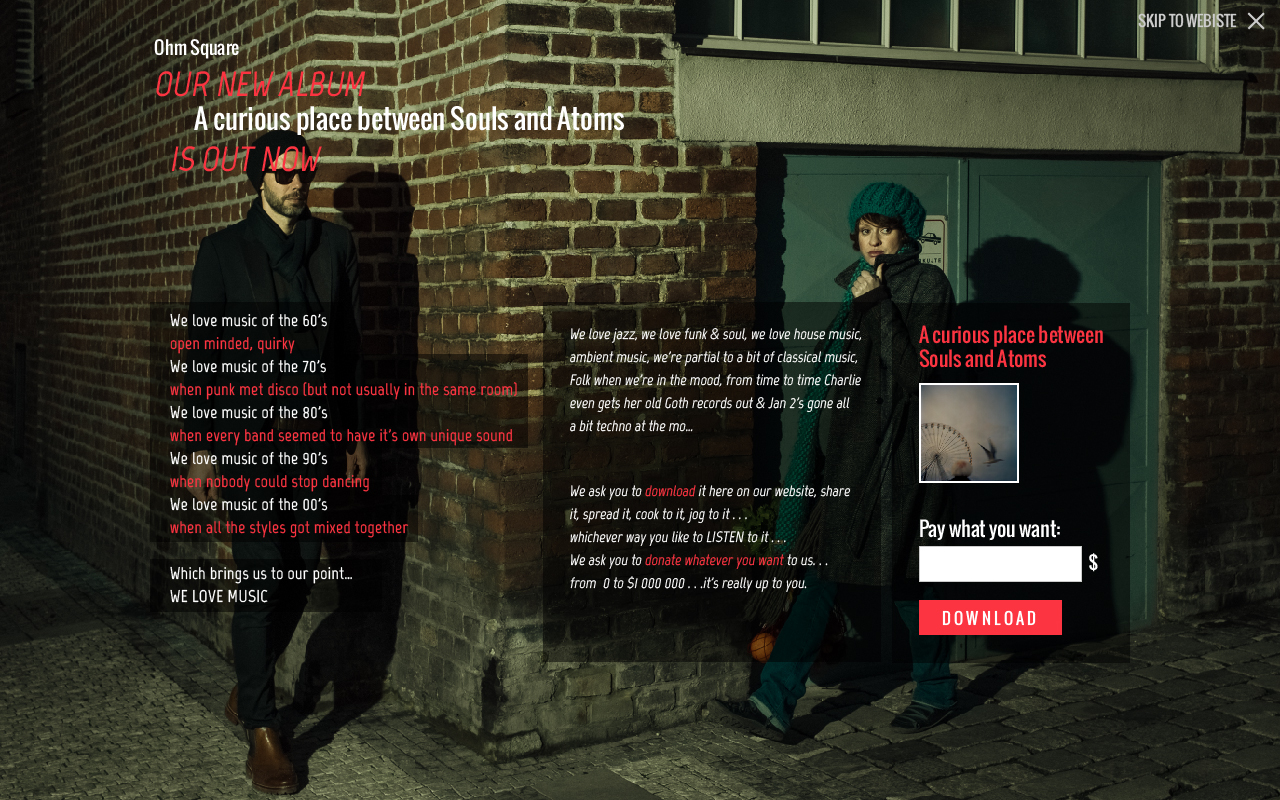 SKIP TO WEBISTE
Ohm Square
OUR NEW ALBUM
A curious place between Souls and Atoms
IS OUT NOW
We love music of the 60's
open minded, quirky
We love music of the 70's
when punk met disco (but not usually in the same room)
We love music of the 80's
when every band seemed to have it's own unique sound
We love music of the 90's
when nobody could stop dancing
We love music of the 00's
when all the styles got mixed together
Which brings us to our point...
WE LOVE MUSIC
We love jazz, we love funk & soul, we love house music,
ambient music, we're partial to a bit of classical music,
Folk when we're in the mood, from time to time Charlie
even gets her old Goth records out & Jan 2's gone all
a bit techno at the mo...
We ask you to download it here on our website, share
it, spread it, cook to it, jog to it . . .
whichever way you like to LISTEN to it . . .
We ask you to donate whatever you want to us. . .
from 0 to $1 000 000 . . .it's really up to you.
A curious place between
Souls and Atoms
Pay what you want:
$
DOWNLOAD